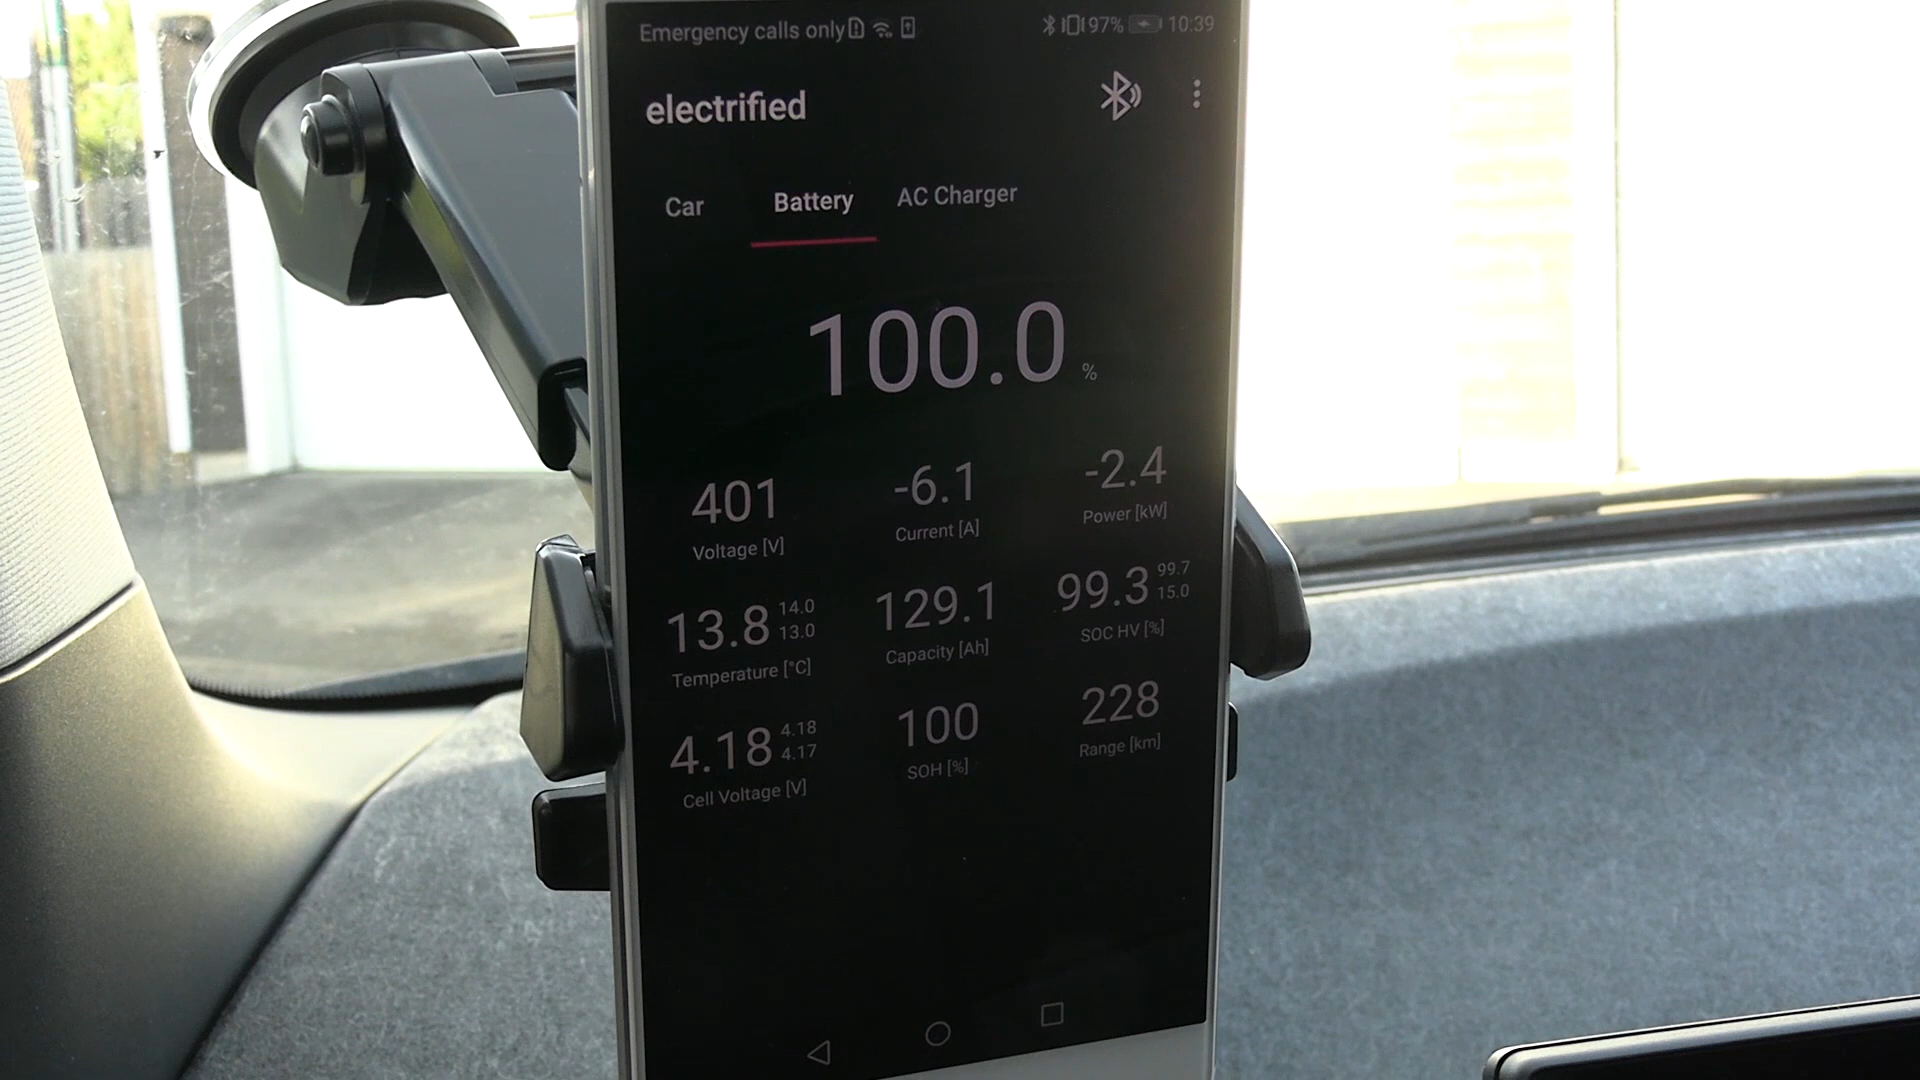 Emergency calls only 97% 10:39
electrified
Car Battery AC Charger
100.0 %
401 -6.1 -2.4
Voltage [V] Current [A] Power [kW]
13.8 14.0 13.0 129.1 99.3 99.7 15.0
Temperature [°C] Capacity [Ah] SOC HV [%]
4.18 4.18 4.17 100 228
Cell Voltage [V] SOH [%] Range [km]